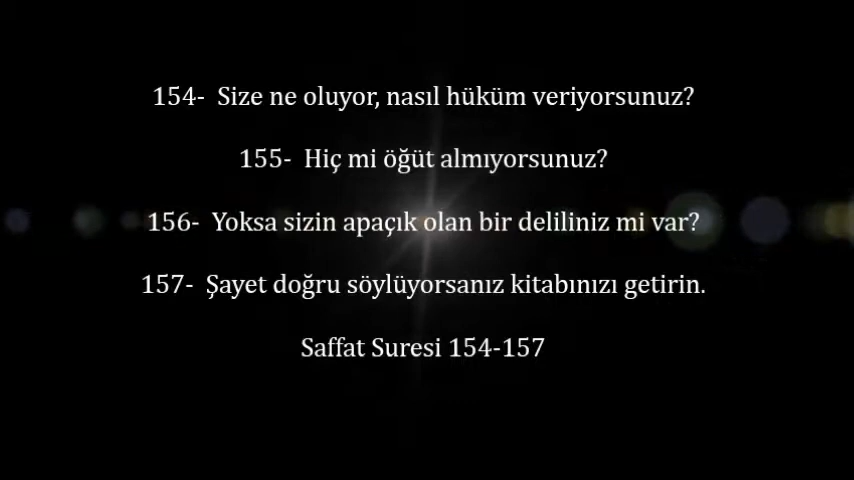 154-  Size ne oluyor, nasıl hüküm veriyorsunuz?
155-  Hiç mi öğüt almıyorsunuz?
156-  Yoksa sizin apaçık olan bir deliliniz mi var?
157-  Şayet doğru söylüyorsanız kitabınızı getirin.
Saffat Suresi 154-157